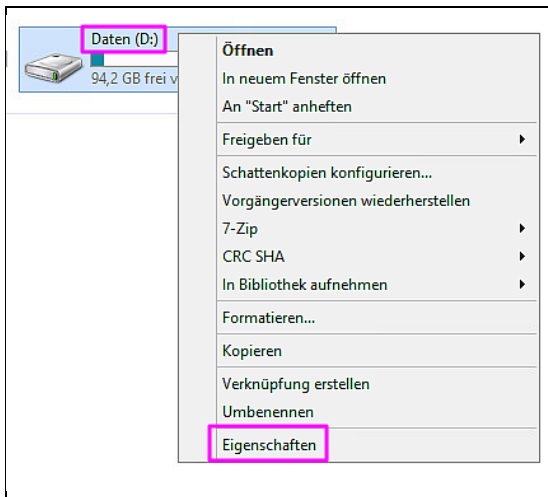 Daten (D:)
94,2 GB frei v
Öffnen
In neuem Fenster öffnen
An "Start" anheften
Freigeben für
Schattenkopien konfigurieren...
Vorgängerversionen wiederherstellen
7-Zip
CRC SHA
In Bibliothek aufnehmen
Formatieren...
Kopieren
Verknüpfung erstellen
Umbenennen
Eigenschaften